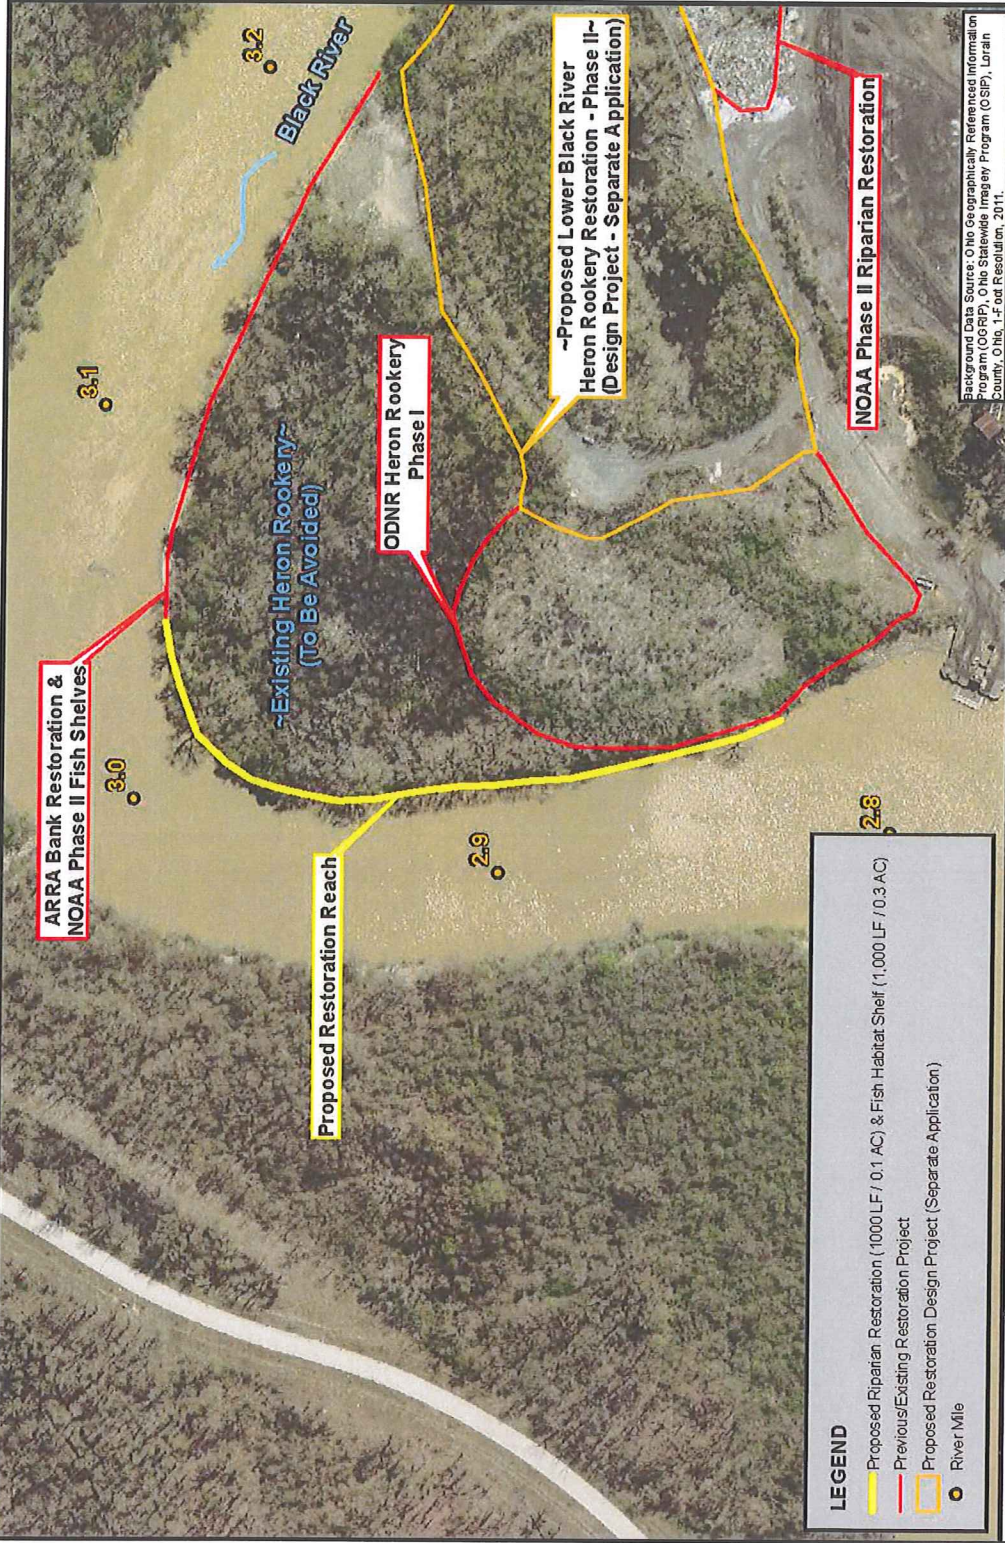 ARRA Bank Restoration &
NOAA Phase II Fish Shelves
3.0
3.1
3.2
Black River
~Existing Heron Rookery~
(To Be Avoided)
Proposed Restoration Reach
ODNR Heron Rookery
Phase I
2.9
~Proposed Lower Black River
Heron Rookery Restoration - Phase II~
(Design Project - Separate Application)
2.8
NOAA Phase II Riparian Restoration
LEGEND
Proposed Riparian Restoration (1000 LF / 0.1 AC) & Fish Habitat Shelf (1,000 LF / 0.3 AC)
Previous/Existing Restoration Project
Proposed Restoration Design Project (Separate Application)
River Mile
Background Data Source: Ohio Geographically Referenced Information
Program (OGRIP), Ohio Statewide Imagery Program (OSIP), Lorain
County, Ohio, 1-Foot Resolution, 2011.